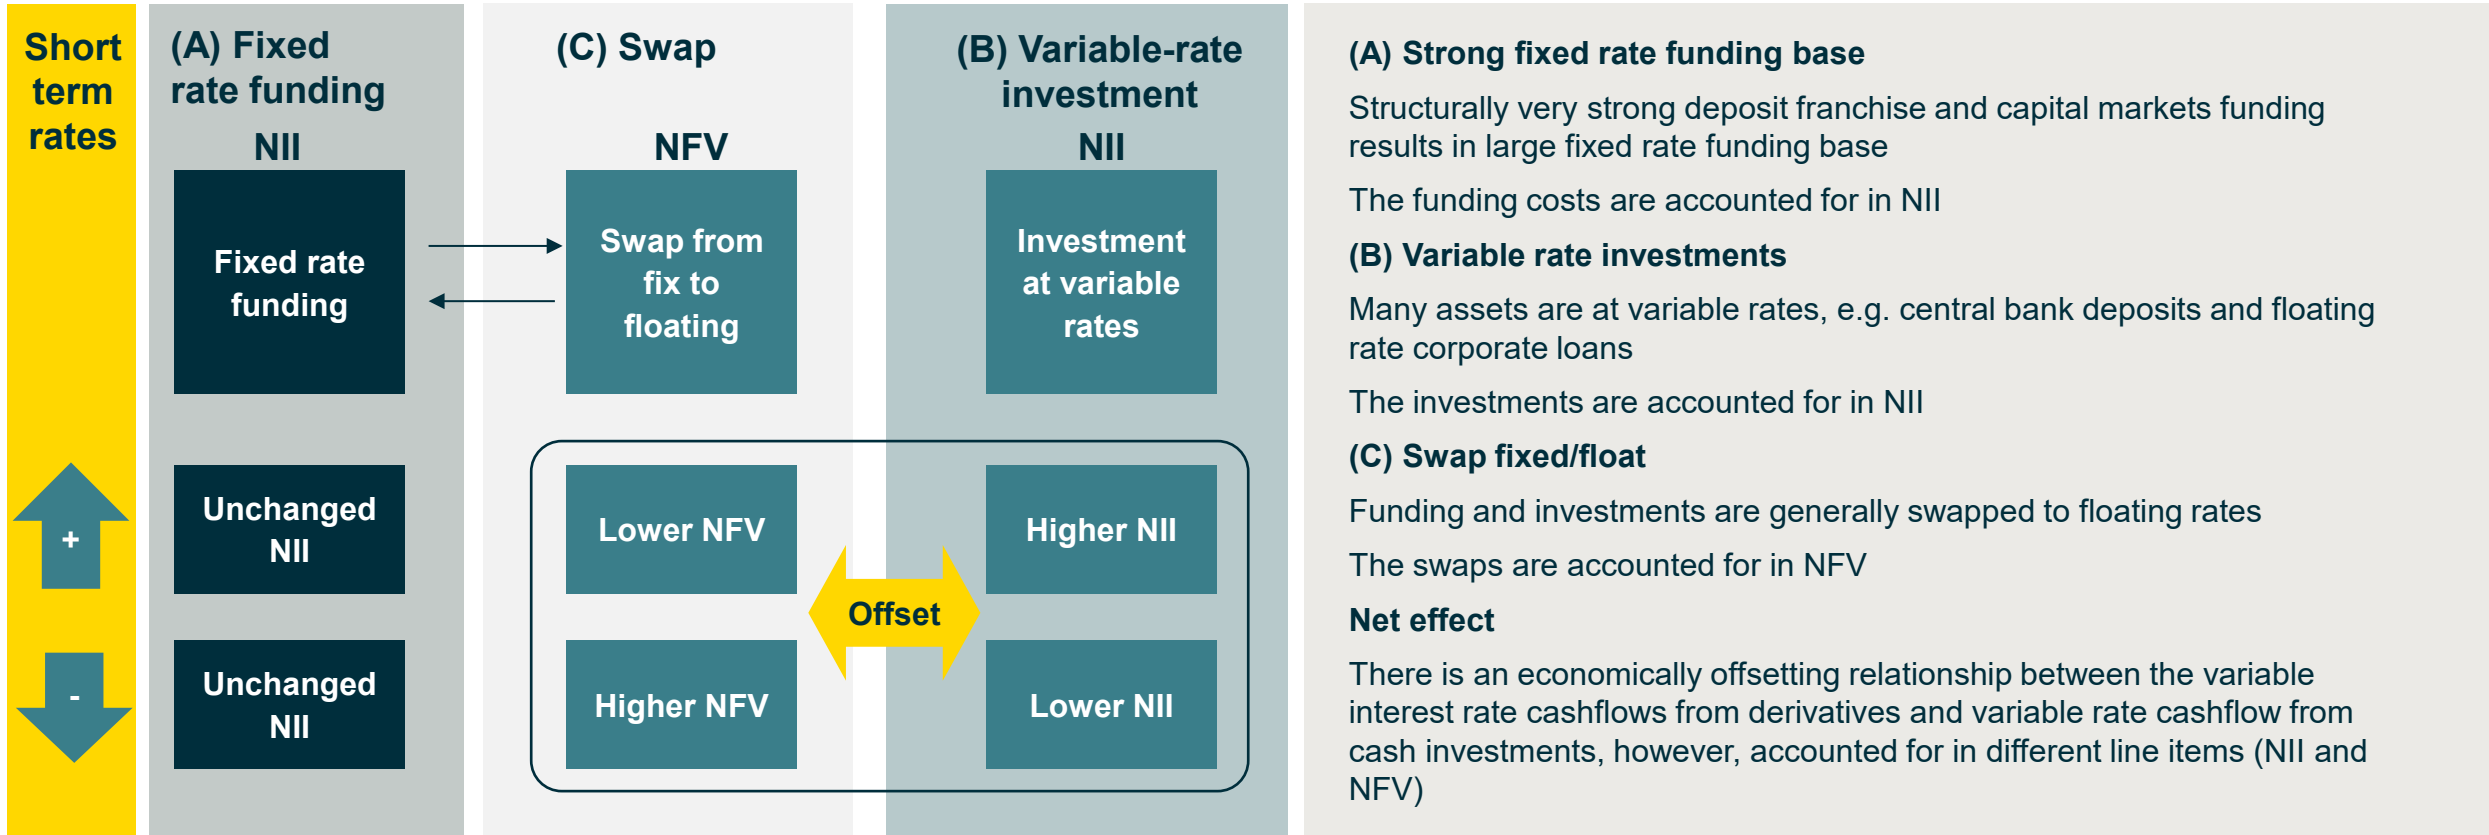 Short
term
rates
(A) Fixed
rate funding
NII
Fixed rate
funding
Unchanged
NII
Unchanged
NII
+
-
(C) Swap
NFV
Swap from
fix to
floating
Lower NFV
Higher NFV
Offset
(B) Variable-rate
investment
NII
Investment
at variable
rates
Higher NII
Lower NII
(A) Strong fixed rate funding base
Structurally very strong deposit franchise and capital markets funding
results in large fixed rate funding base
The funding costs are accounted for in NII
(B) Variable rate investments
Many assets are at variable rates, e.g. central bank deposits and floating
rate corporate loans
The investments are accounted for in NII
(C) Swap fixed/float
Funding and investments are generally swapped to floating rates
The swaps are accounted for in NFV
Net effect
There is an economically offsetting relationship between the variable
interest rate cashflows from derivatives and variable rate cashflow from
cash investments, however, accounted for in different line items (NII and
NFV)